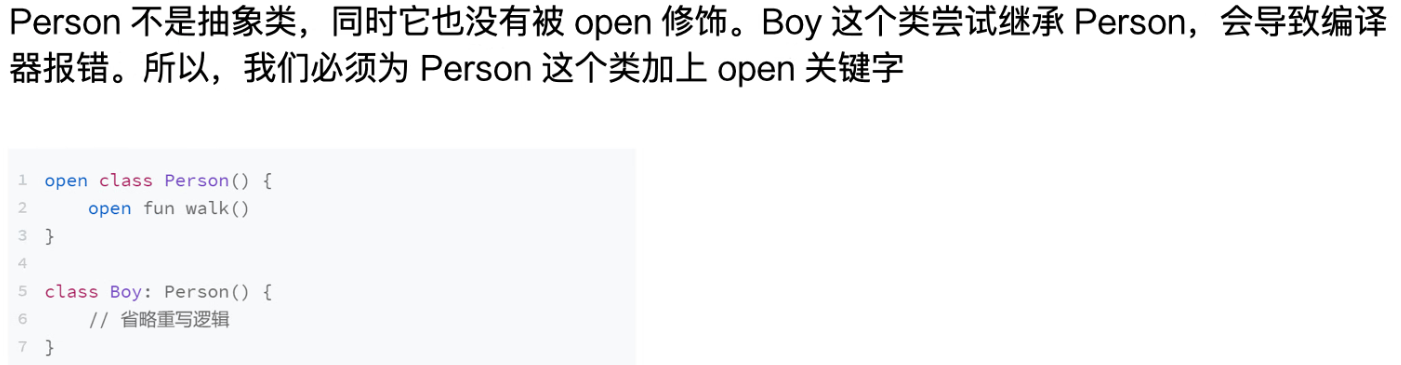 Person 不是抽象类，同时它也没有被 open 修饰。Boy 这个类尝试继承 Person，会导致编译
器报错。所以，我们必须为 Person 这个类加上 open 关键字
1 open class Person() {
2     open fun walk()
3 }
4
5 class Boy: Person() {
6     // 省略重写逻辑
7 }